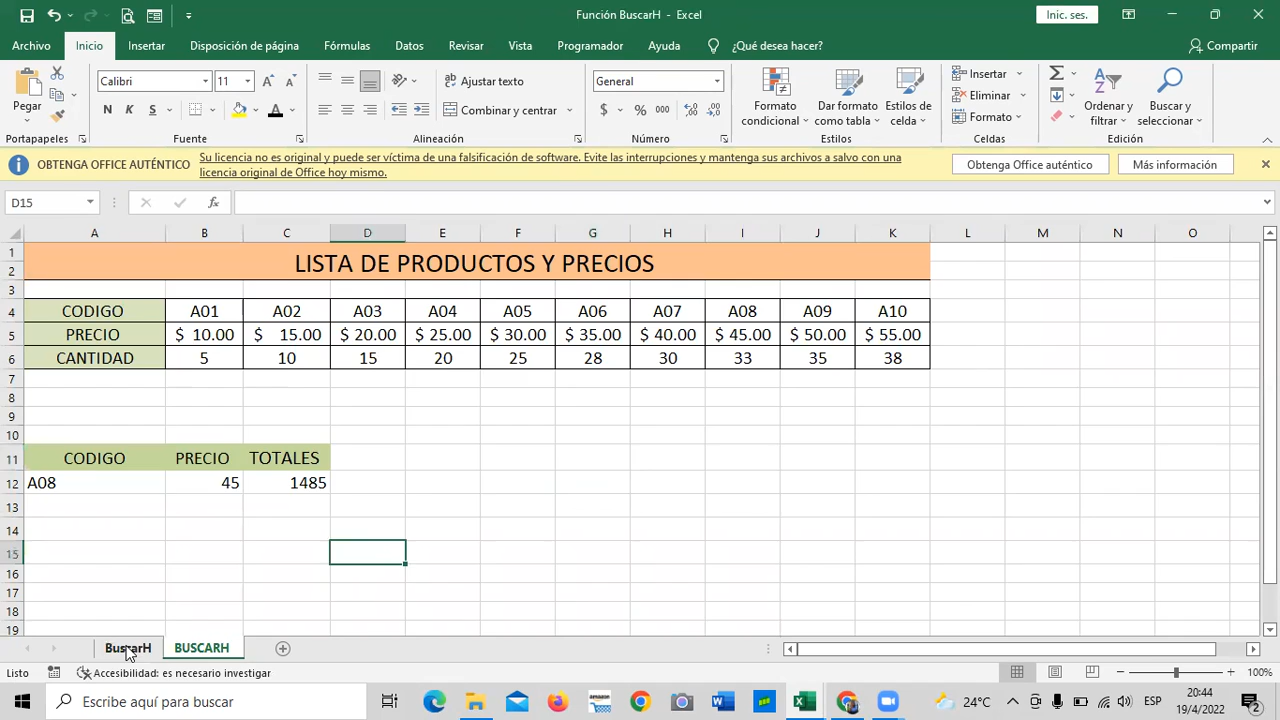 Función BuscarH - Excel
Inic. ses.
Archivo Inicio Insertar Disposición de página Fórmulas Datos Revisar Vista Programador Ayuda ¿Qué desea hacer? Compartir
Pegar
Calibri 11
N K S
Ajustar texto
Combinar y centrar
General
$ % 000
Formato condicional
Dar formato como tabla
Estilos de celda
Insertar
Eliminar
Formato
Ordenar y filtrar
Buscar y seleccionar
Portapapeles Fuente Alineación Número Estilos Celdas Edición
OBTENGA OFFICE AUTÉNTICO
Su licencia no es original y puede ser víctima de una falsificación de software. Evite las interrupciones y mantenga sus archivos a salvo con una
licencia original de Office hoy mismo.
Obtenga Office auténtico
Más información
D15
A B C D E F G H I J K L M N O
1
2 LISTA DE PRODUCTOS Y PRECIOS
3
4 CODIGO A01 A02 A03 A04 A05 A06 A07 A08 A09 A10
5 PRECIO $ 10.00 $ 15.00 $ 20.00 $ 25.00 $ 30.00 $ 35.00 $ 40.00 $ 45.00 $ 50.00 $ 55.00
6 CANTIDAD 5 10 15 20 25 28 30 33 35 38
7
8
9
10
11 CODIGO PRECIO TOTALES
12 A08 45 1485
13
14
15
16
17
18
19
BuscarH BUSCARH
Listo Accesibilidad: es necesario investigar 100%
Escribe aquí para buscar
24°C ESP
20:44
19/4/2022
2